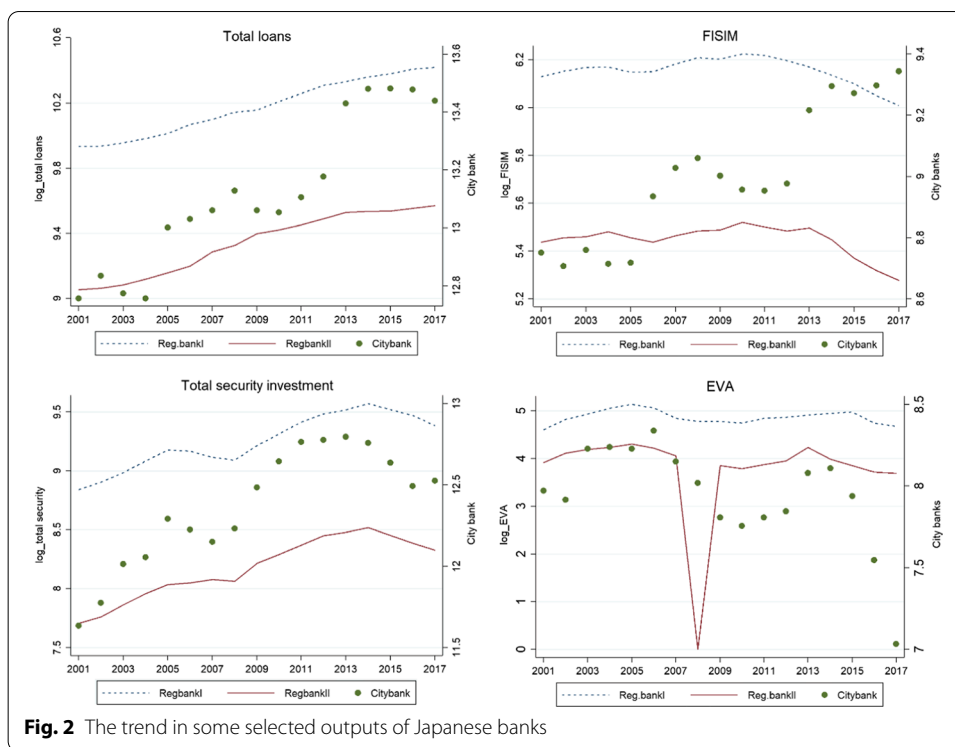 Total loans
10.6
10.2
9.8
9.4
9
log_total loans
13.6
13.4
13.2
13
12.8
City bank
2001 2003 2005 2007 2009 2011 2013 2015 2017
Reg.bankI RegbankII Citybank
FISIM
6.2
6
5.8
5.6
5.4
5.2
log_FISIM
9.4
9.2
9
8.8
8.6
City banks
2001 2003 2005 2007 2009 2011 2013 2015 2017
Reg.bankI Reg.bankII Citybank
Total security investment
9.5
9
8.5
8
7.5
log_total security
13
12.5
12
11.5
City bank
2001 2003 2005 2007 2009 2011 2013 2015 2017
Reg.bankI RegbankII Citybank
EVA
5
4
3
2
1
0
log_EVA
8.5
8
7.5
7
City banks
2001 2003 2005 2007 2009 2011 2013 2015 2017
Reg.bankI Reg.bankII Citybank
Fig. 2 The trend in some selected outputs of Japanese banks